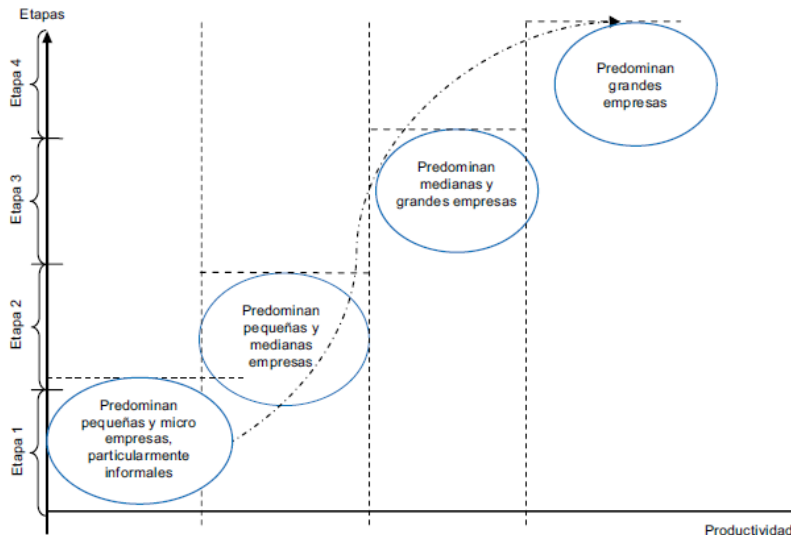 Etapas
Etapa 4
Predominan
grandes
empresas
Etapa 3
Predominan
medianas y
grandes empresas
Etapa 2
Predominan
pequeñas y
medianas
empresas
Etapa 1
Predominan
pequeñas y micro
empresas,
particularmente
informales
Productividad